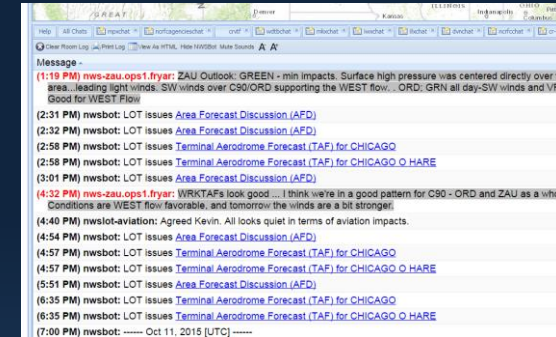 GREAT
Denver
Kansas
ILLINOIS
Indianapolis
OHIO
Columbus
Help All Chats mpxchat nofcagencieschat cnsf wdtbchat mkxchat iwxchat ilxchat dvnchat ncrfcchat
Clear Room Log Print Log View As HTML Hide NWSBot Mute Sounds A A
Message -
(1:19 PM) nws-zau.ops1.fryar: ZAU Outlook: GREEN - min impacts. Surface high pressure was centered directly over
area...leading light winds. SW winds over C90/ORD supporting the WEST flow. . ORD: GRN all day-SW winds and
Good for WEST Flow
(2:31 PM) nwsbot: LOT issues Area Forecast Discussion (AFD)
(2:32 PM) nwsbot: LOT issues Area Forecast Discussion (AFD)
(2:58 PM) nwsbot: LOT issues Terminal Aerodrome Forecast (TAF) for CHICAGO
(2:58 PM) nwsbot: LOT issues Terminal Aerodrome Forecast (TAF) for CHICAGO O HARE
(3:01 PM) nwsbot: LOT issues Area Forecast Discussion (AFD)
(4:32 PM) nws-zau.ops1.fryar: WRKTAFs look good ... I think we're in a good pattern for C90 - ORD and ZAU as a
Conditions are WEST flow favorable, and tomorrow the winds are a bit stronger.
(4:40 PM) nwslot-aviation: Agreed Kevin. All looks quiet in terms of aviation impacts.
(4:54 PM) nwsbot: LOT issues Area Forecast Discussion (AFD)
(4:57 PM) nwsbot: LOT issues Terminal Aerodrome Forecast (TAF) for CHICAGO
(4:57 PM) nwsbot: LOT issues Terminal Aerodrome Forecast (TAF) for CHICAGO O HARE
(5:51 PM) nwsbot: LOT issues Area Forecast Discussion (AFD)
(6:35 PM) nwsbot: LOT issues Terminal Aerodrome Forecast (TAF) for CHICAGO
(6:35 PM) nwsbot: LOT issues Terminal Aerodrome Forecast (TAF) for CHICAGO O HARE
(7:00 PM) nwsbot: ------ Oct 11, 2015 [UTC] ------